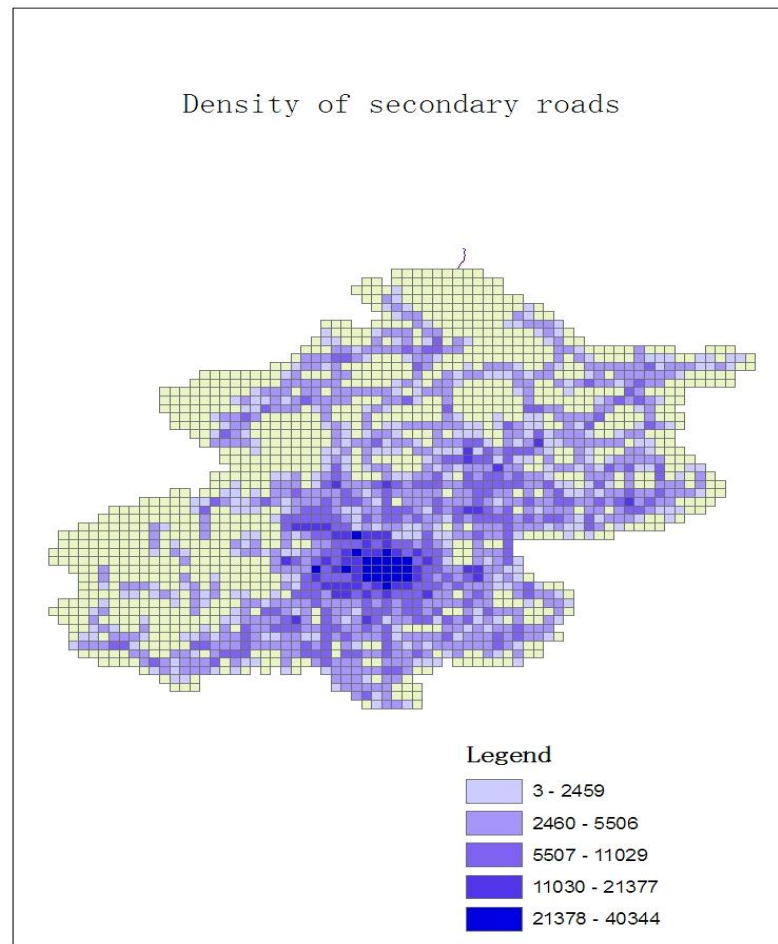 Density of secondary roads
Legend
3 - 2459
2460 - 5506
5507 - 11029
11030 - 21377
21378 - 40344